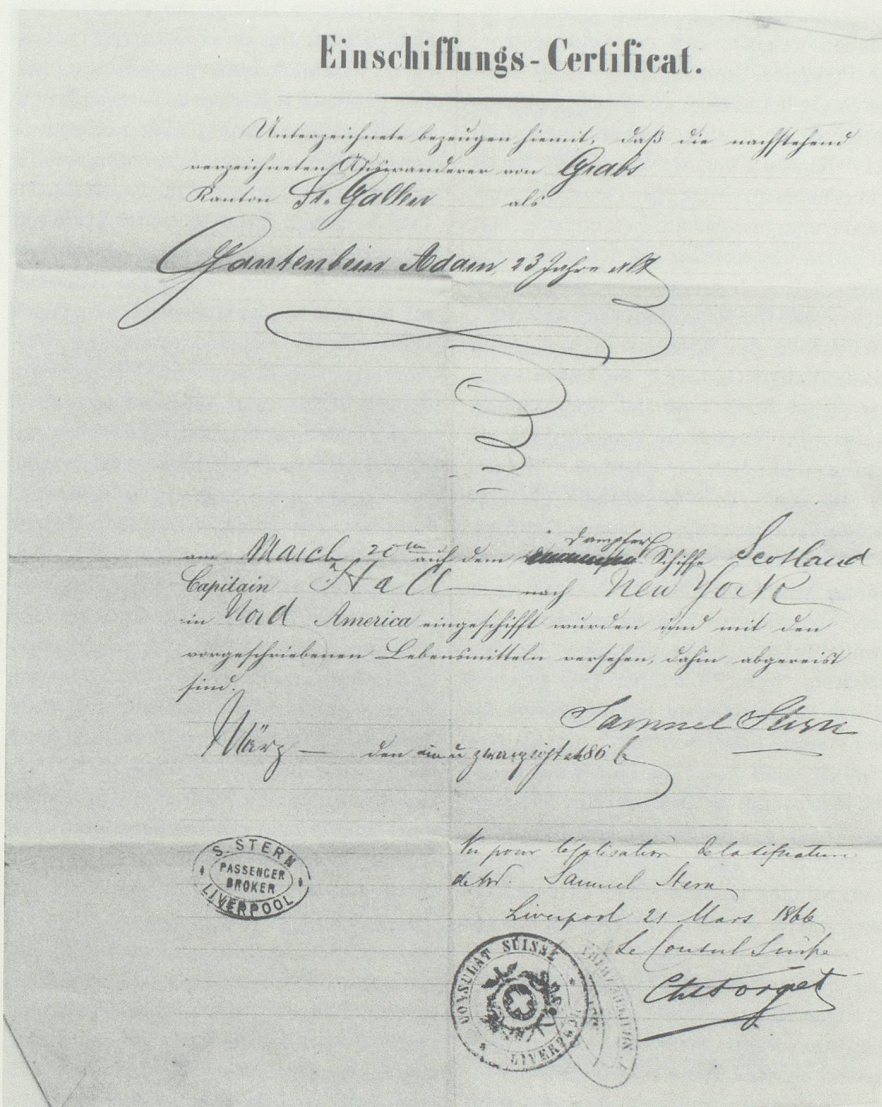 Einschiffungs-Certificat.
Unterzeichnete bezeugen hiemit, daß die nachstehend
verzeichneten Auswanderer von Grabs
Kanton St. Gallen als
Gantenbein Adam, 23 Jahre alt
am March 20th auf dem Dampfer Schiffe Scotland
Capitain Hall nach New York
in Nord America eingeschifft wurden und mit den
vorgeschriebenen Lebensmitteln versehen, dahin abgereist
sind.
Samuel Stern
März — den ein u zwanzigsten 1866
S. STERN
PASSENGER
BROKER
LIVERPOOL
Vu pour légalisation de la signature
de Mr. Samuel Stern
Liverpool 21 Mars 1866
Le Consul Suisse
CONSULAT SUISSE
LIVERPOOL